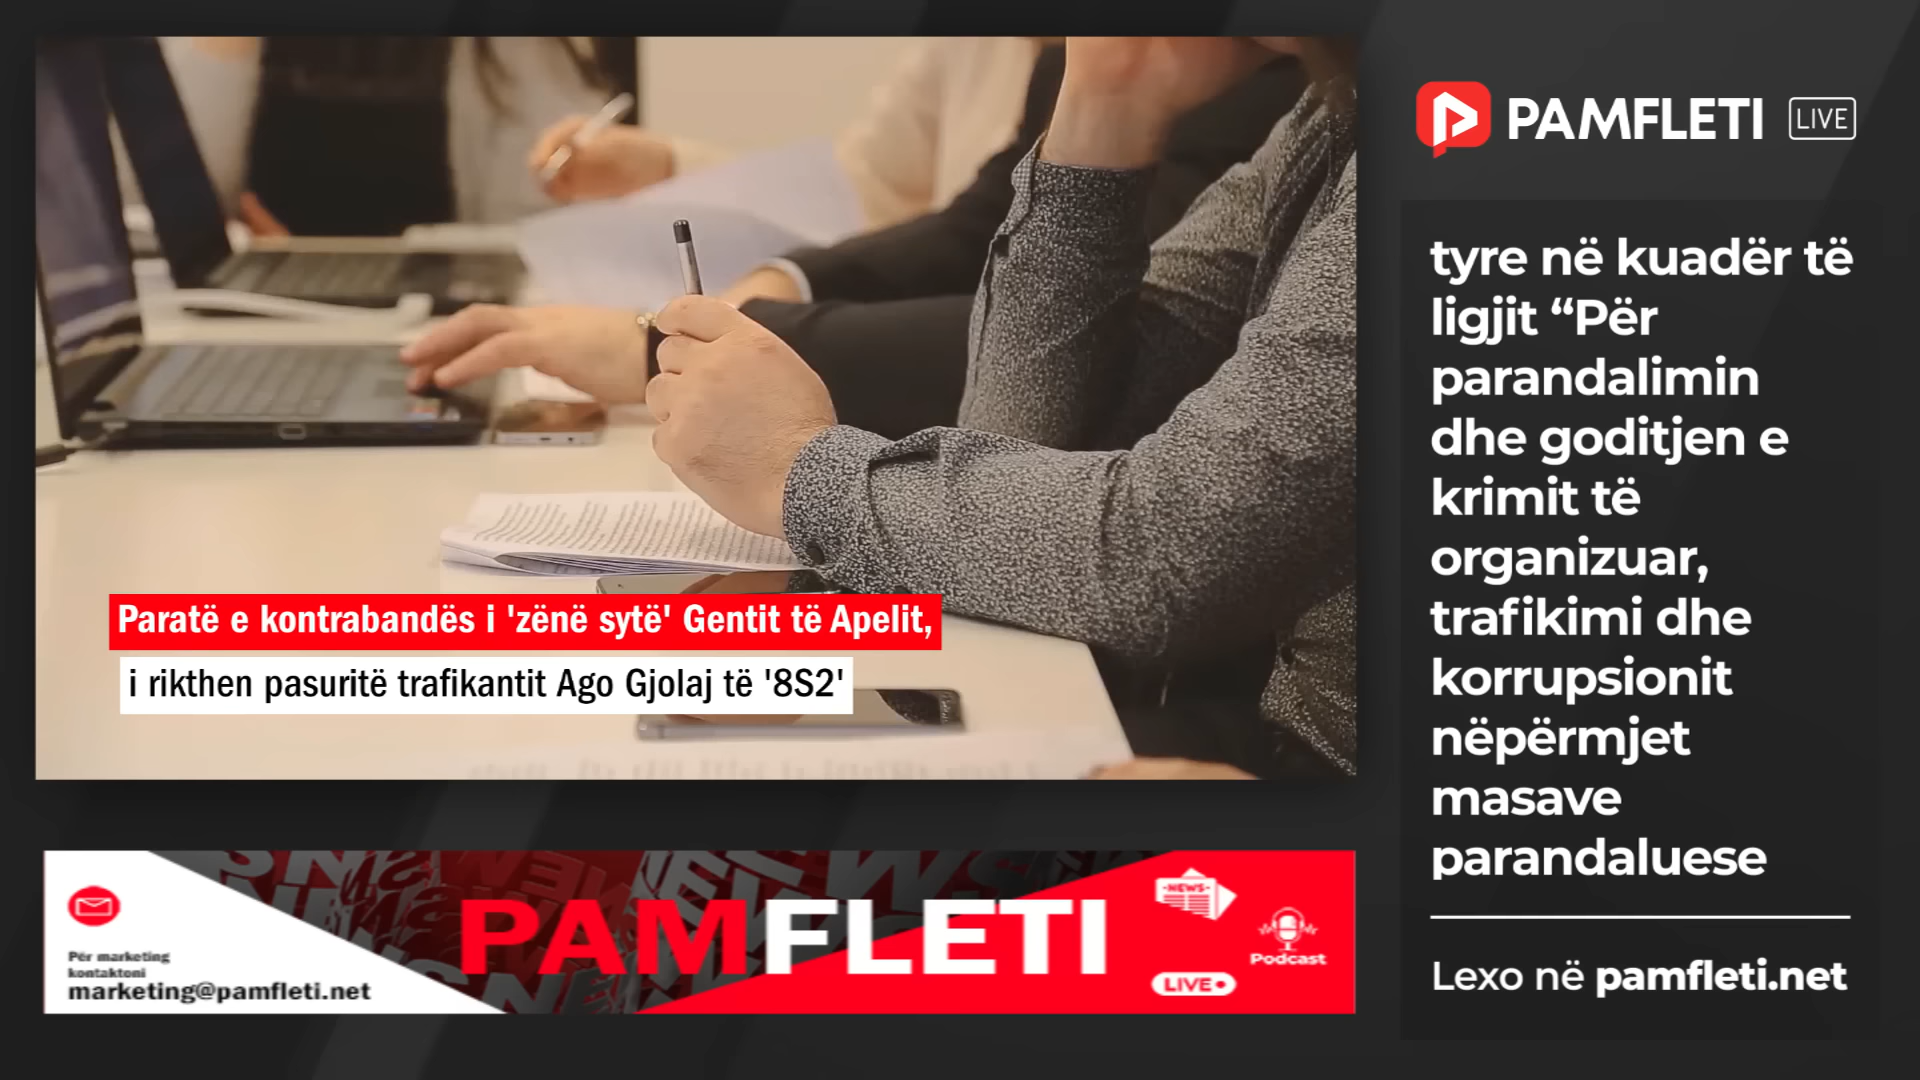 PAMFLETI LIVE
tyre në kuadër të
ligjit “Për
parandalimin
dhe goditjen e
krimit të
organizuar,
trafikimi dhe
korrupsionit
nëpërmjet
masave
parandaluese
Lexo në pamfleti.net
Paratë e kontrabandës i 'zënë sytë' Gentit të Apelit,
i rikthen pasuritë trafikantit Ago Gjolaj të '8S2'
Për marketing
kontaktoni
marketing@pamfleti.net
PAMFLETI
NEWS
Podcast
LIVE